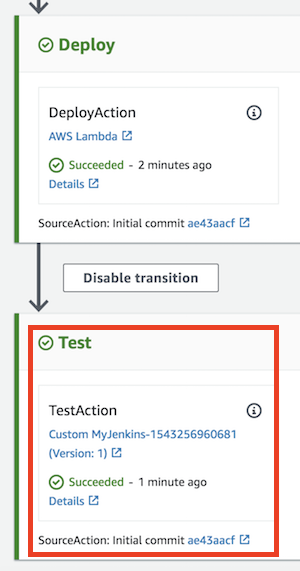 Deploy
DeployAction
AWS Lambda
Succeeded - 2 minutes ago
Details
SourceAction: Initial commit ae43aacf
Disable transition
Test
TestAction
Custom MyJenkins-1543256960681
(Version: 1)
Succeeded - 1 minute ago
Details
SourceAction: Initial commit ae43aacf